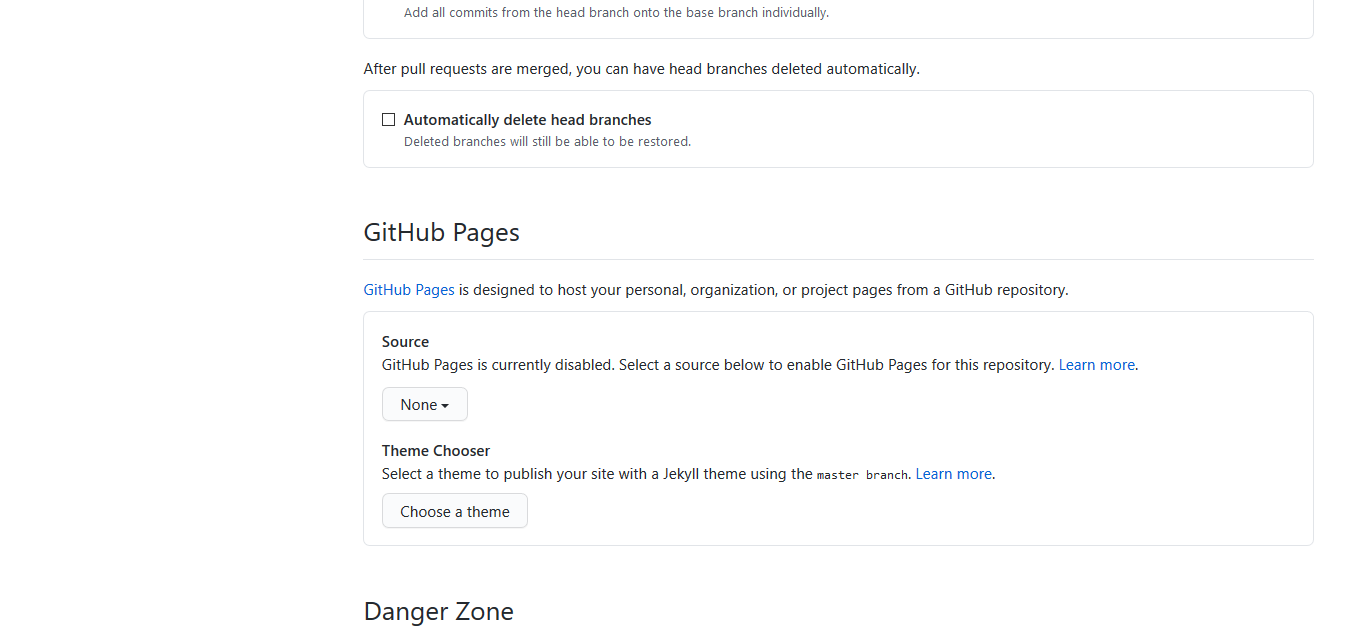 Add all commits from the head branch onto the base branch individually.
After pull requests are merged, you can have head branches deleted automatically.
Automatically delete head branches
Deleted branches will still be able to be restored.
GitHub Pages
GitHub Pages is designed to host your personal, organization, or project pages from a GitHub repository.
Source
GitHub Pages is currently disabled. Select a source below to enable GitHub Pages for this repository. Learn more.
None
Theme Chooser
Select a theme to publish your site with a Jekyll theme using the master branch. Learn more.
Choose a theme
Danger Zone